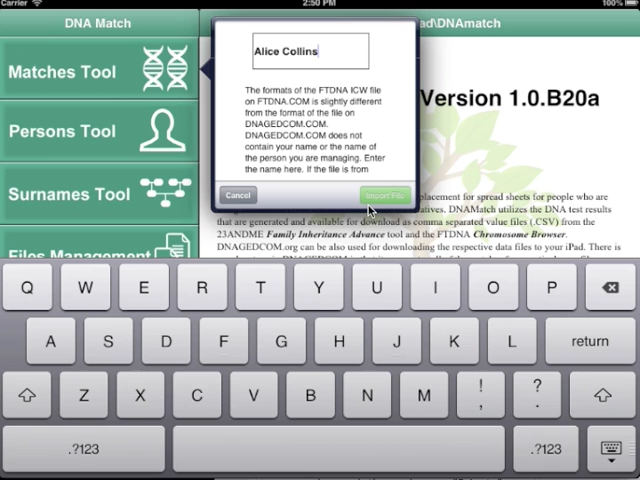 Carrier
2:50 PM
100%
DNA Match
ad\DNAmatch
Matches Tool
Persons Tool
Surnames Tool
Files Management
Alice Collins
The formats of the FTDNA ICW file
on FTDNA.COM is slightly different
from the format of the file on
DNAGEDCOM.COM.
DNAGEDCOM.COM does not
contain your name or the name of
the person you are managing. Enter
the name here. If the file is from
Cancel
Import File
Version 1.0.B20a
placement for spread sheets for people who are
atives. DNAMatch utilizes the DNA test results
that are generated and available for download as comma separated value files (.CSV) from the
23ANDME Family Inheritance Advance tool and the FTDNA Chromosome Browser.
DNAGEDCOM.org can also be used for downloading the respective data files to your iPad. There is
Q W E R T Y U I O P
A S D F G H J K L return
Z X C V B N M ! , ? .
.?123 .?123